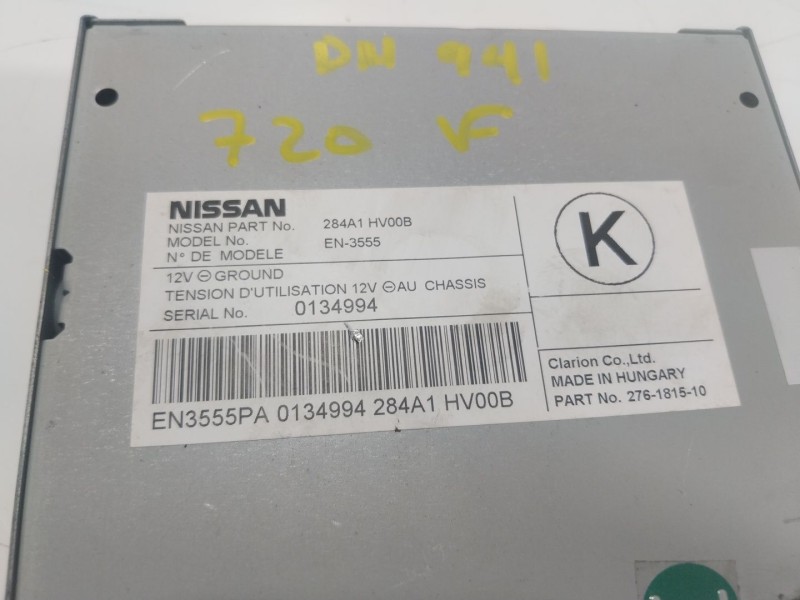 DN 941
720 VF
NISSAN
NISSAN PART No. 284A1 HV00B
MODEL No. EN-3555
N° DE MODELE
12V ⊖ GROUND
TENSION D'UTILISATION 12V ⊖ AU CHASSIS
SERIAL No. 0134994
EN3555PA 0134994 284A1 HV00B
K
Clarion Co.,Ltd.
MADE IN HUNGARY
PART No. 276-1815-10